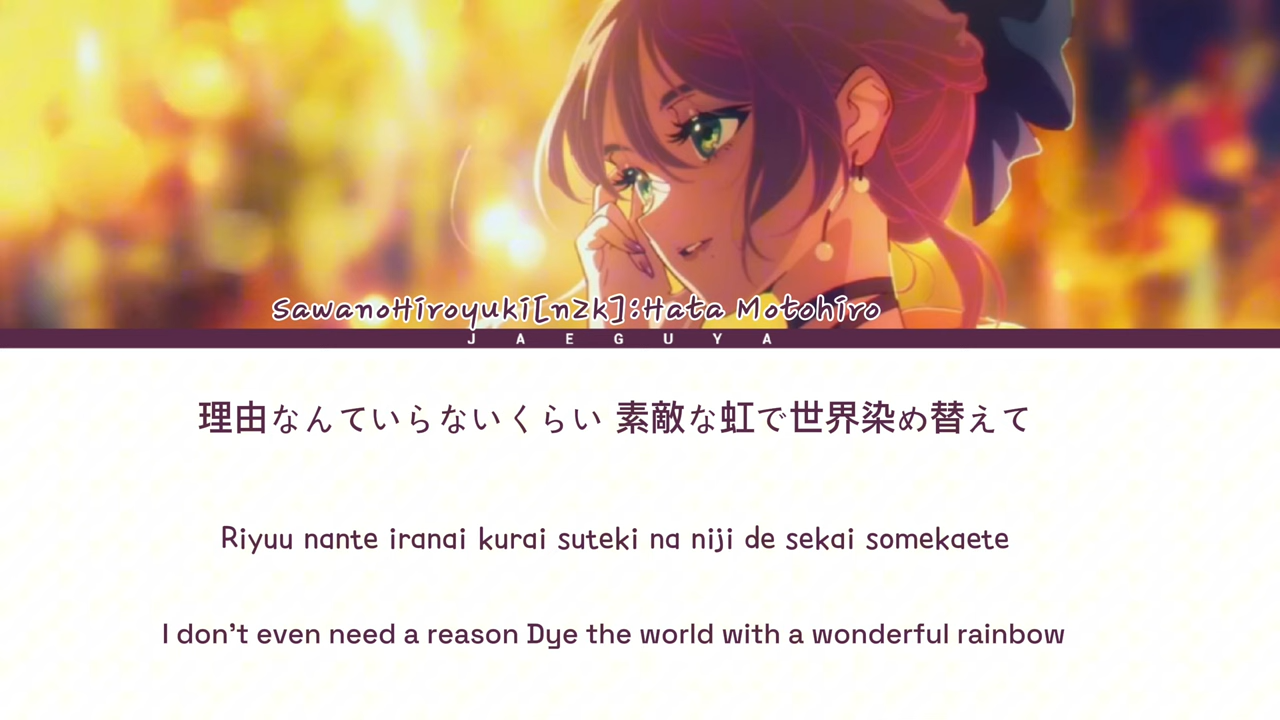 SawanoHiroyuki[nZk]:Hata Motohiro
JAEGUYA
理由なんていらないくらい 素敵な虹で世界染め替えて
Riyuu nante iranai kurai suteki na niji de sekai somekaete
I don't even need a reason Dye the world with a wonderful rainbow